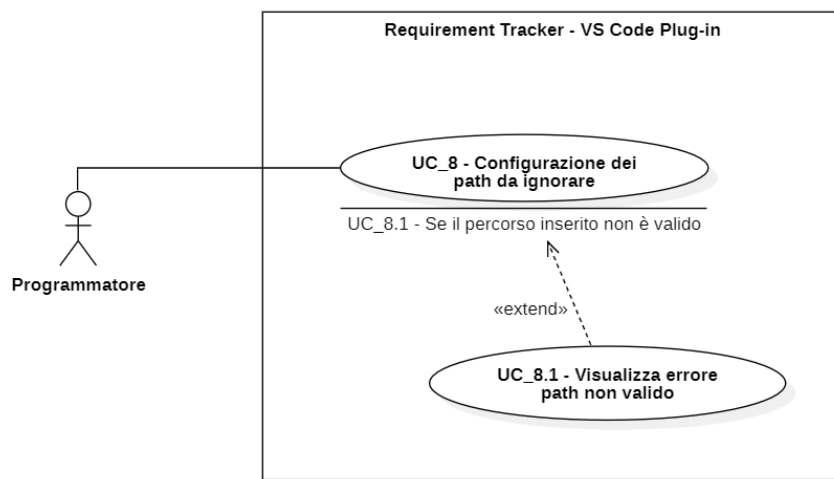 Requirement Tracker - VS Code Plug-in
UC_8 - Configurazione dei
path da ignorare
UC_8.1 - Se il percorso inserito non è valido
Programmatore
«extend»
UC_8.1 - Visualizza errore
path non valido